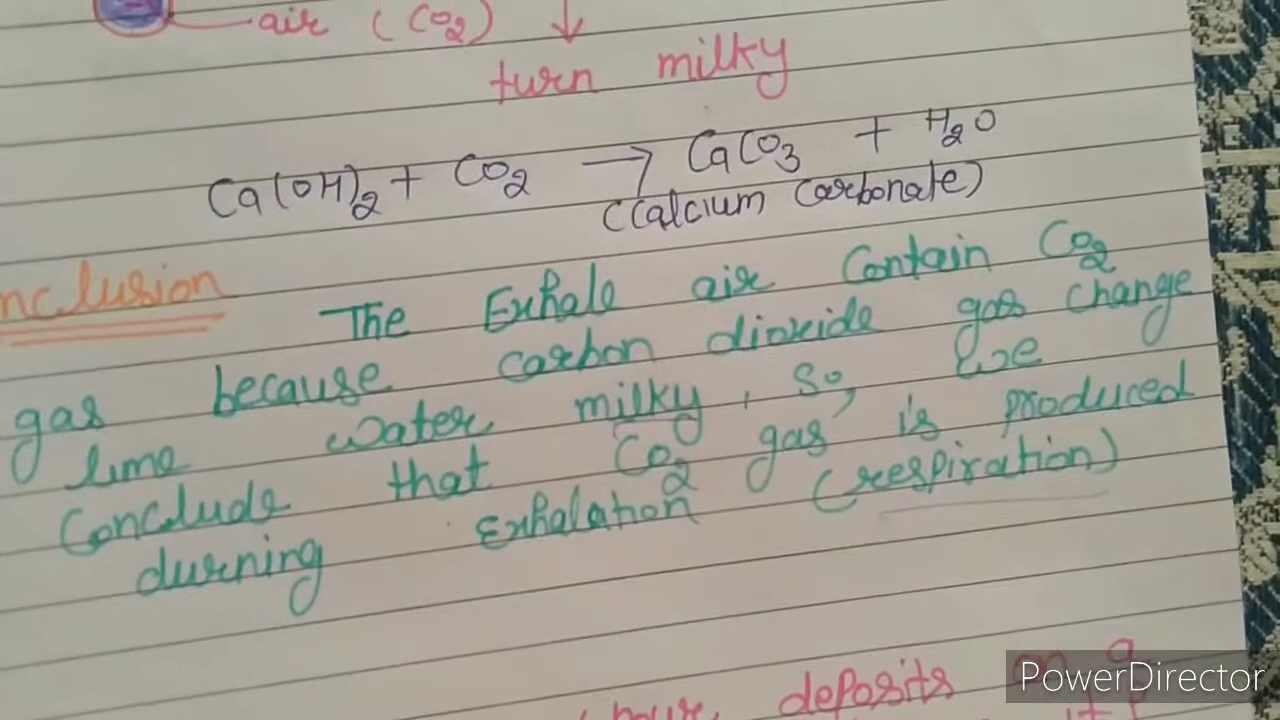 air (CO2) ↓
turn milky
Ca(OH)2 + CO2 → CaCO3 + H2O
(Calcium Carbonate)
nclusion
The Exhale air Contain CO2
gas because carbon dioxide gas change
lime water milky, so, we
Conclude that CO2 gas is produced
durning Exhalation (respiration)
deposits on a
it
PowerDirector